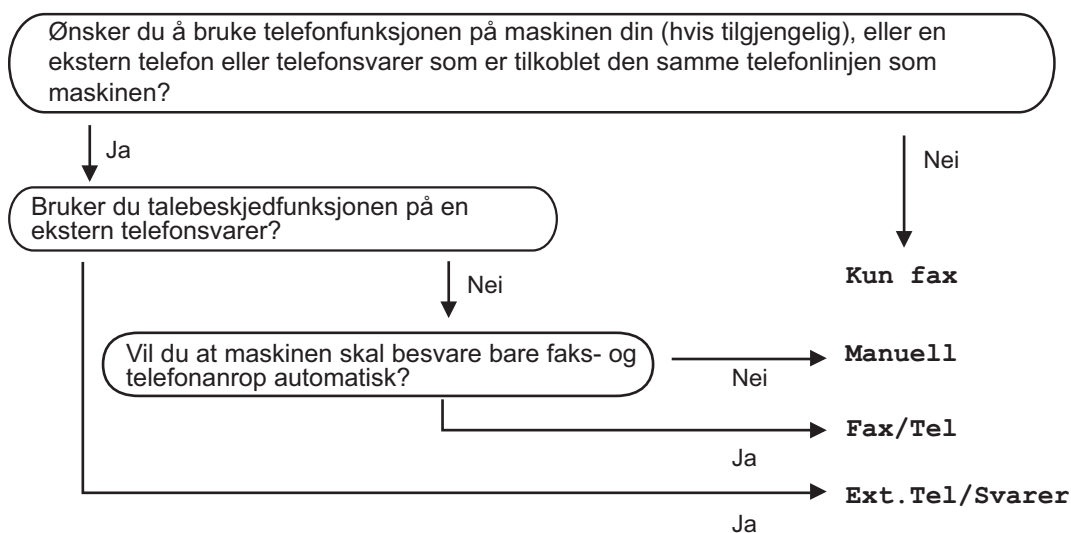 Ønsker du å bruke telefonfunksjonen på maskinen din (hvis tilgjengelig), eller en
ekstern telefon eller telefonsvarer som er tilkoblet den samme telefonlinjen som
maskinen?
Ja
Nei
Bruker du talebeskjedfunksjonen på en
ekstern telefonsvarer?
Kun fax
Nei
Vil du at maskinen skal besvare bare faks- og
telefonanrop automatisk?
Manuell
Nei
Fax/Tel
Ja
Ext.Tel/Svarer
Ja